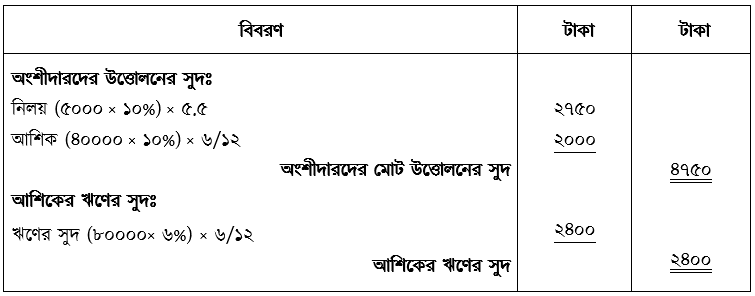 বিবরণ টাকা টাকা
অংশীদারদের উত্তোলনের সুদঃ
নিলয় (৫০০০ × ১০%) × ৫.৫ ২৭৫০
আশিক (৪০০০০ × ১০%) × ৬/১২ ২০০০
অংশীদারদের মোট উত্তোলনের সুদ ৪৭৫০
আশিকের ঋণের সুদঃ
ঋণের সুদ (৮০০০০× ৬%) × ৬/১২ ২৪০০
আশিকের ঋণের সুদ ২৪০০